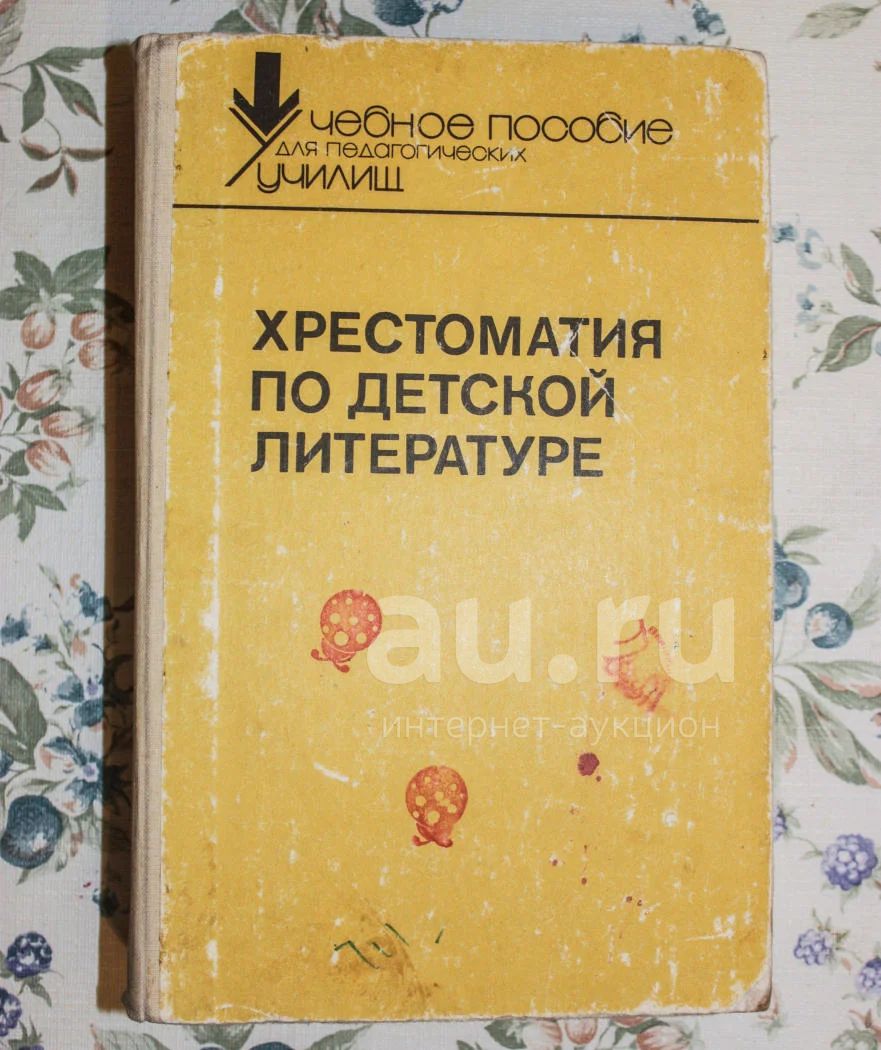 Учебное пособие
для педагогических
училищ
ХРЕСТОМАТИЯ
ПО ДЕТСКОЙ
ЛИТЕРАТУРЕ
au.ru
интернет-аукцион